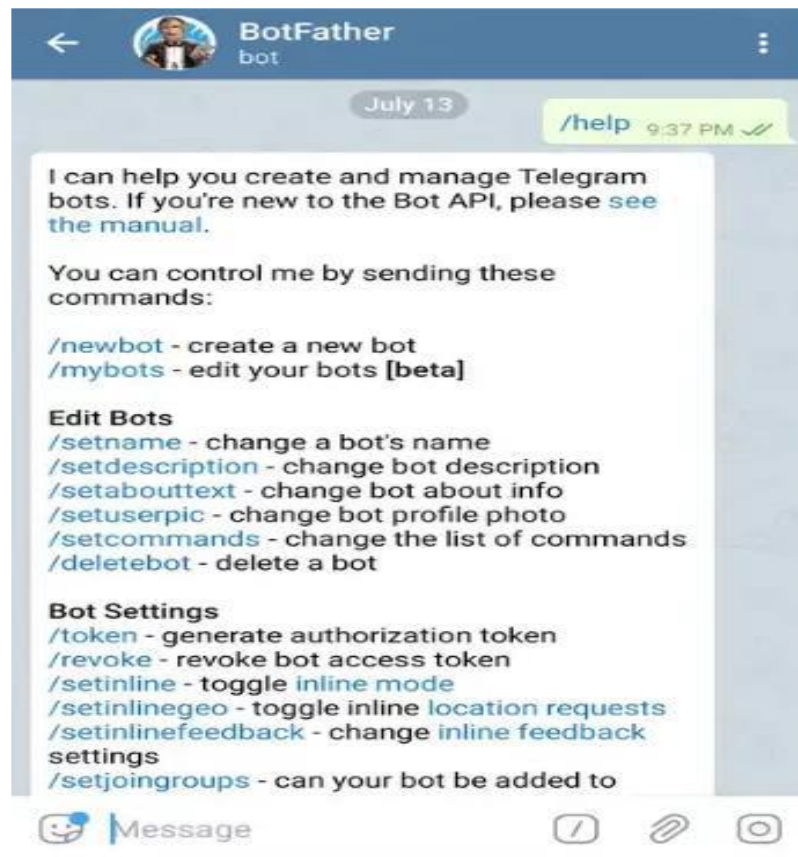 BotFather
bot
July 13
/help 9:37 PM
I can help you create and manage Telegram
bots. If you're new to the Bot API, please see
the manual.
You can control me by sending these
commands:
/newbot - create a new bot
/mybots - edit your bots [beta]
Edit Bots
/setname - change a bot's name
/setdescription - change bot description
/setabouttext - change bot about info
/setuserpic - change bot profile photo
/setcommands - change the list of commands
/deletebot - delete a bot
Bot Settings
/token - generate authorization token
/revoke - revoke bot access token
/setinline - toggle inline mode
/setinlinegeo - toggle inline location requests
/setinlinefeedback - change inline feedback
settings
/setjoingroups - can your bot be added to
Message